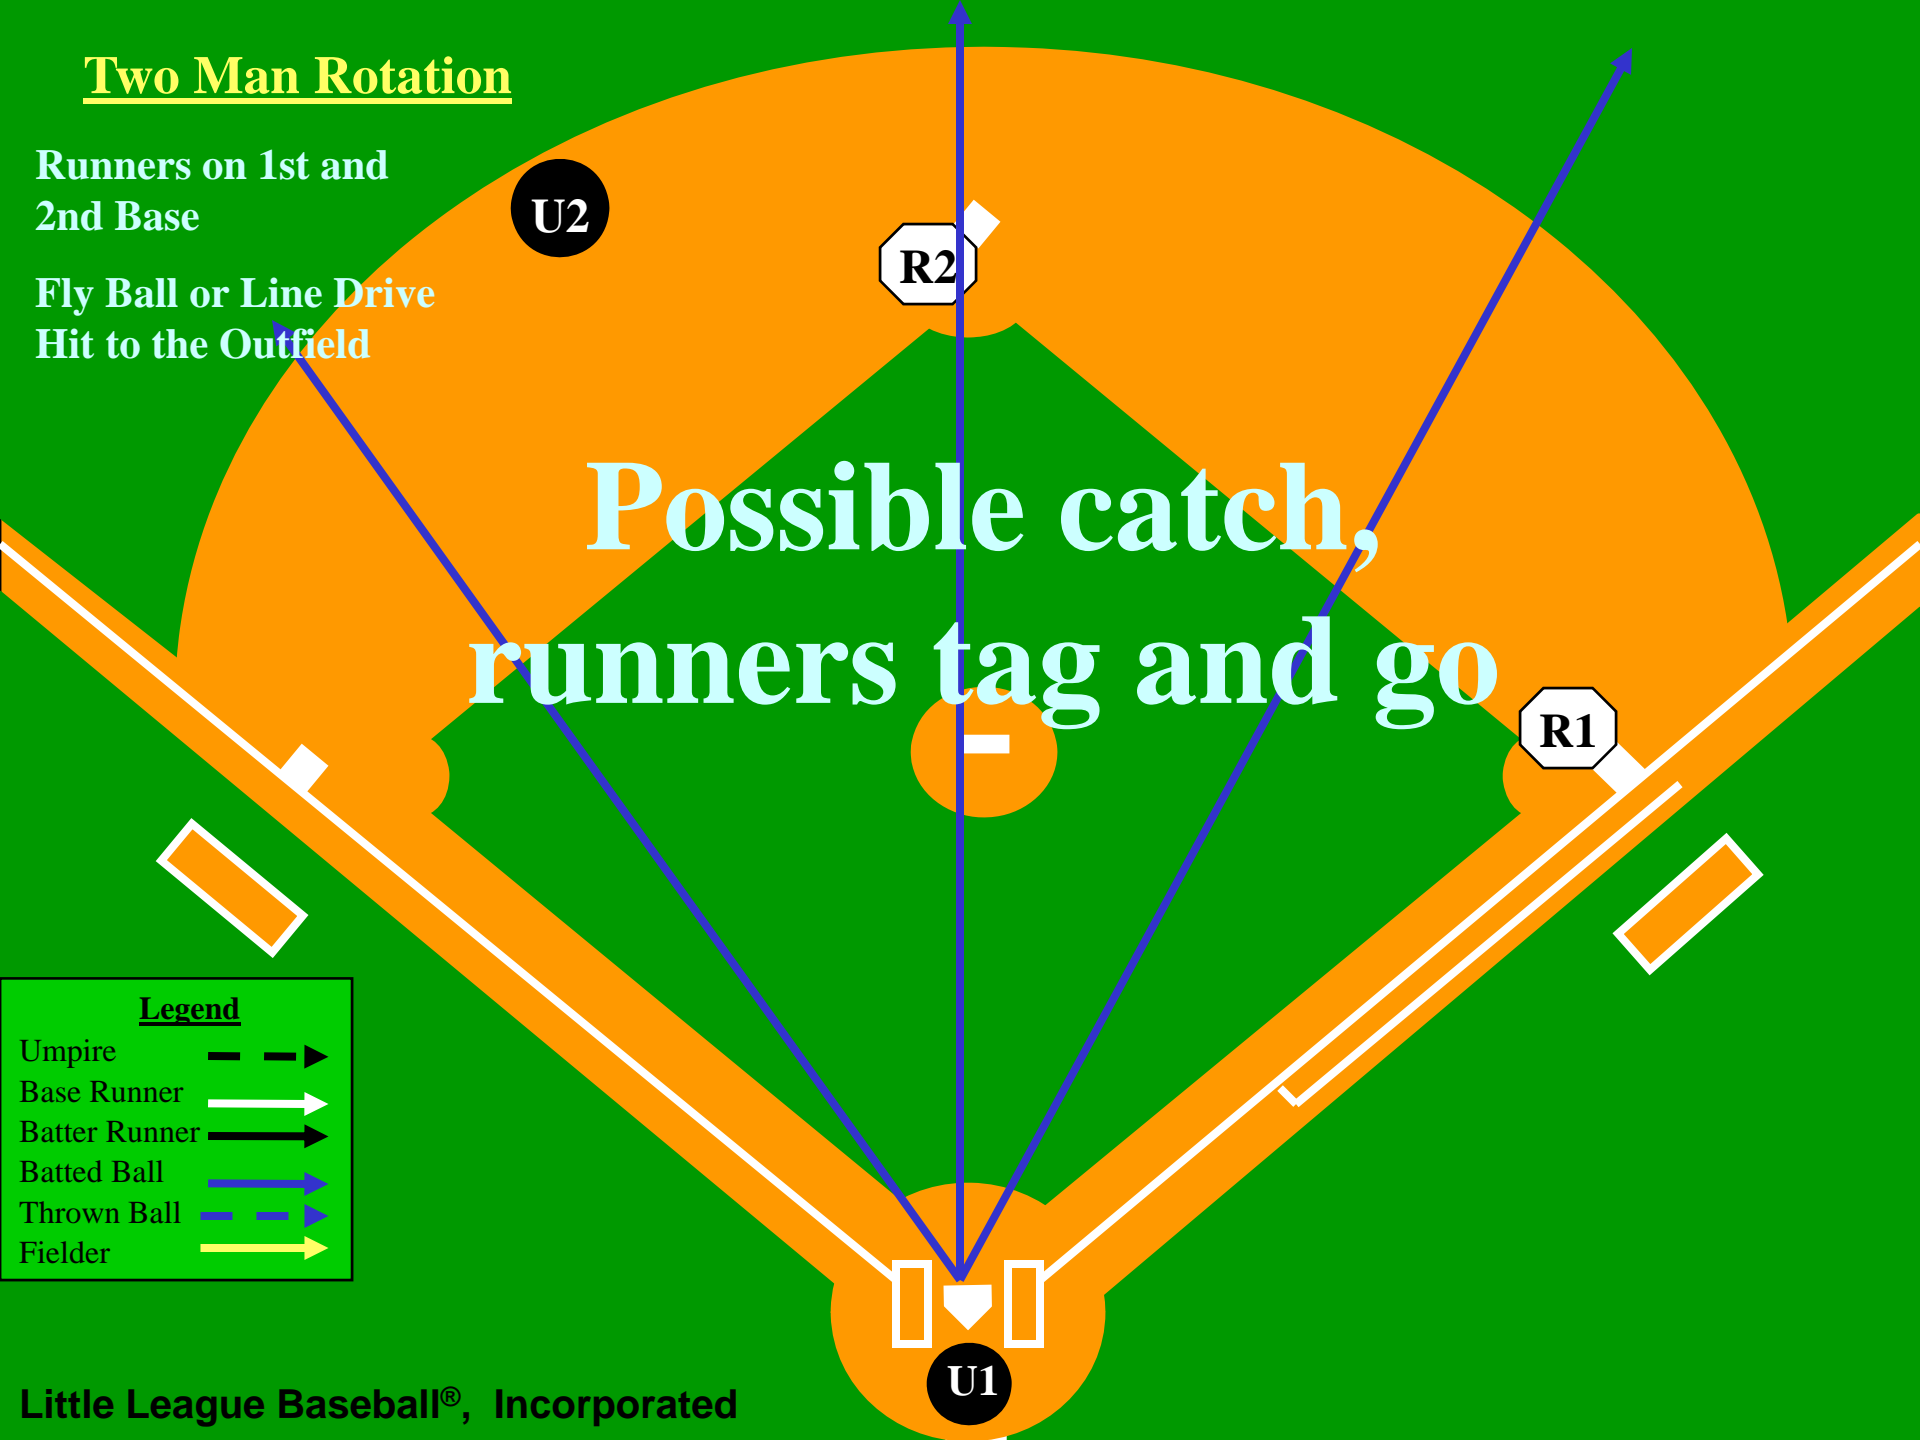 Two Man Rotation
Runners on 1st and
2nd Base
Fly Ball or Line Drive
Hit to the Outfield
U2
R2
Possible catch,
runners tag and go
R1
Legend
Umpire
Base Runner
Batter Runner
Batted Ball
Thrown Ball
Fielder
U1
Little League Baseball®, Incorporated